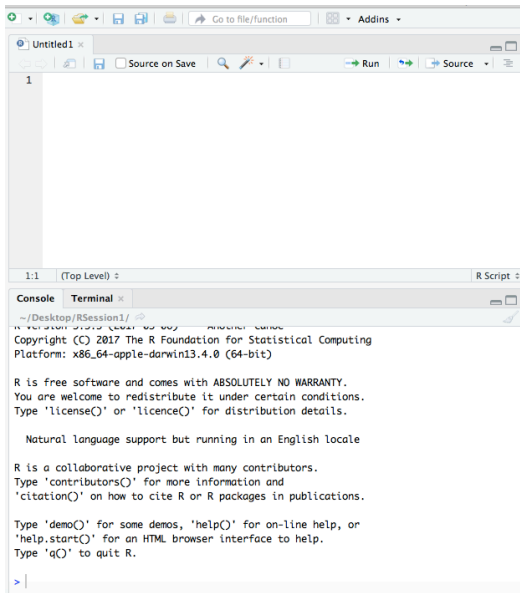 Go to file/function
Addins
Untitled1 ×
Source on Save
Run
Source
1
1:1 (Top Level)
R Script
Console Terminal ×
~/Desktop/RSession1/
Copyright (C) 2017 The R Foundation for Statistical Computing
Platform: x86_64-apple-darwin13.4.0 (64-bit)
R is free software and comes with ABSOLUTELY NO WARRANTY.
You are welcome to redistribute it under certain conditions.
Type 'license()' or 'licence()' for distribution details.
Natural language support but running in an English locale
R is a collaborative project with many contributors.
Type 'contributors()' for more information and
'citation()' on how to cite R or R packages in publications.
Type 'demo()' for some demos, 'help()' for on-line help, or
'help.start()' for an HTML browser interface to help.
Type 'q()' to quit R.
>